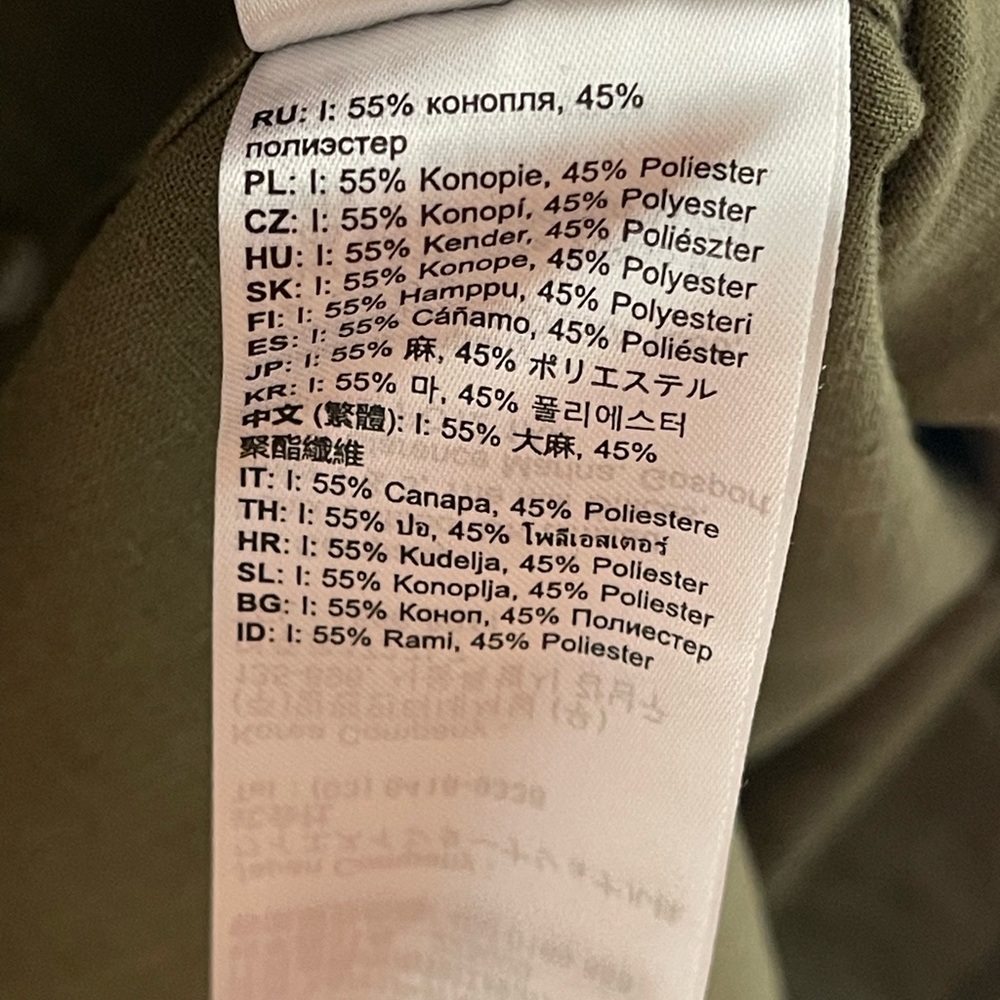 RU: I: 55% конопля, 45%
полиэстер
PL: I: 55% Konopie, 45% Poliester
CZ: I: 55% Konopí, 45% Polyester
HU: I: 55% Kender, 45% Poliészter
SK: I: 55% Konope, 45% Polyester
FI: I: 55% Hamppu, 45% Polyesteri
ES: I: 55% Cáñamo, 45% Poliéster
JP: I: 55% 麻, 45% ポリエステル
KR: I: 55% 마, 45% 폴리에스터
中文 (繁體): I: 55% 大麻, 45%
聚酯纖維
IT: I: 55% Canapa, 45% Poliestere
TH: I: 55% ปอ, 45% โพลีเอสเตอร์
HR: I: 55% Kudelja, 45% Poliester
SL: I: 55% Konoplja, 45% Poliester
BG: I: 55% Коноп, 45% Полиестер
ID: I: 55% Rami, 45% Poliester